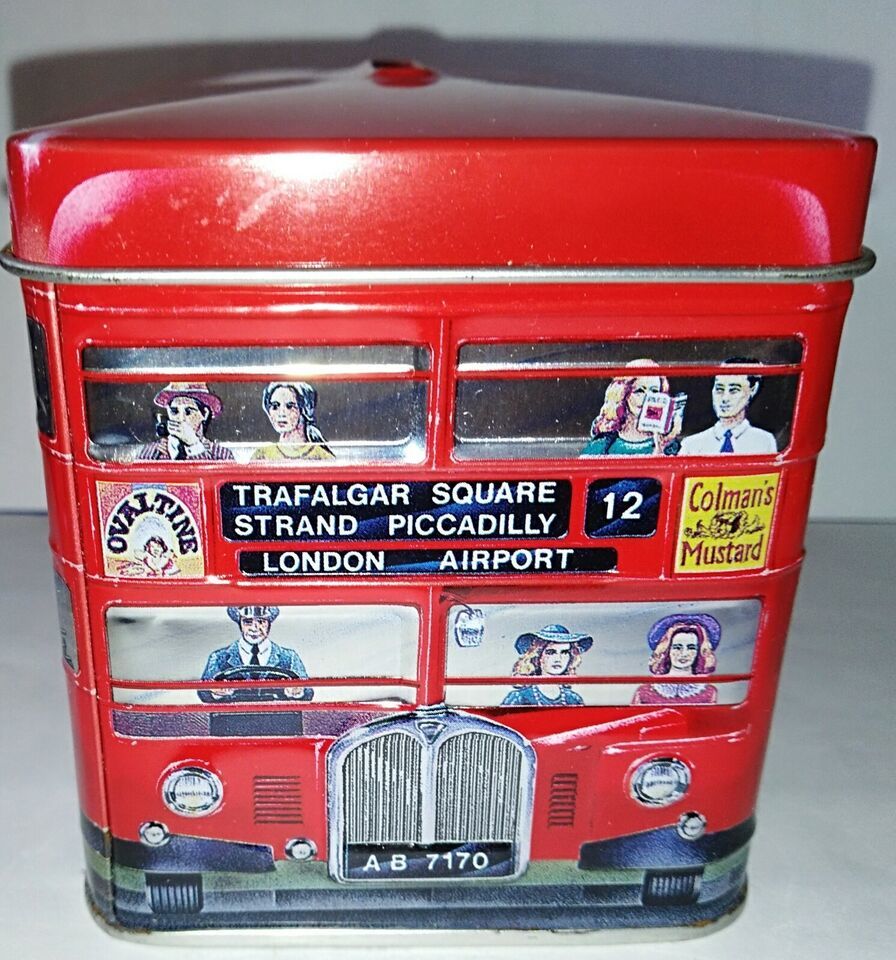 OVALTINE
TRAFALGAR SQUARE
STRAND PICCADILLY
12
LONDON AIRPORT
Colman's
Mustard
AB 7170